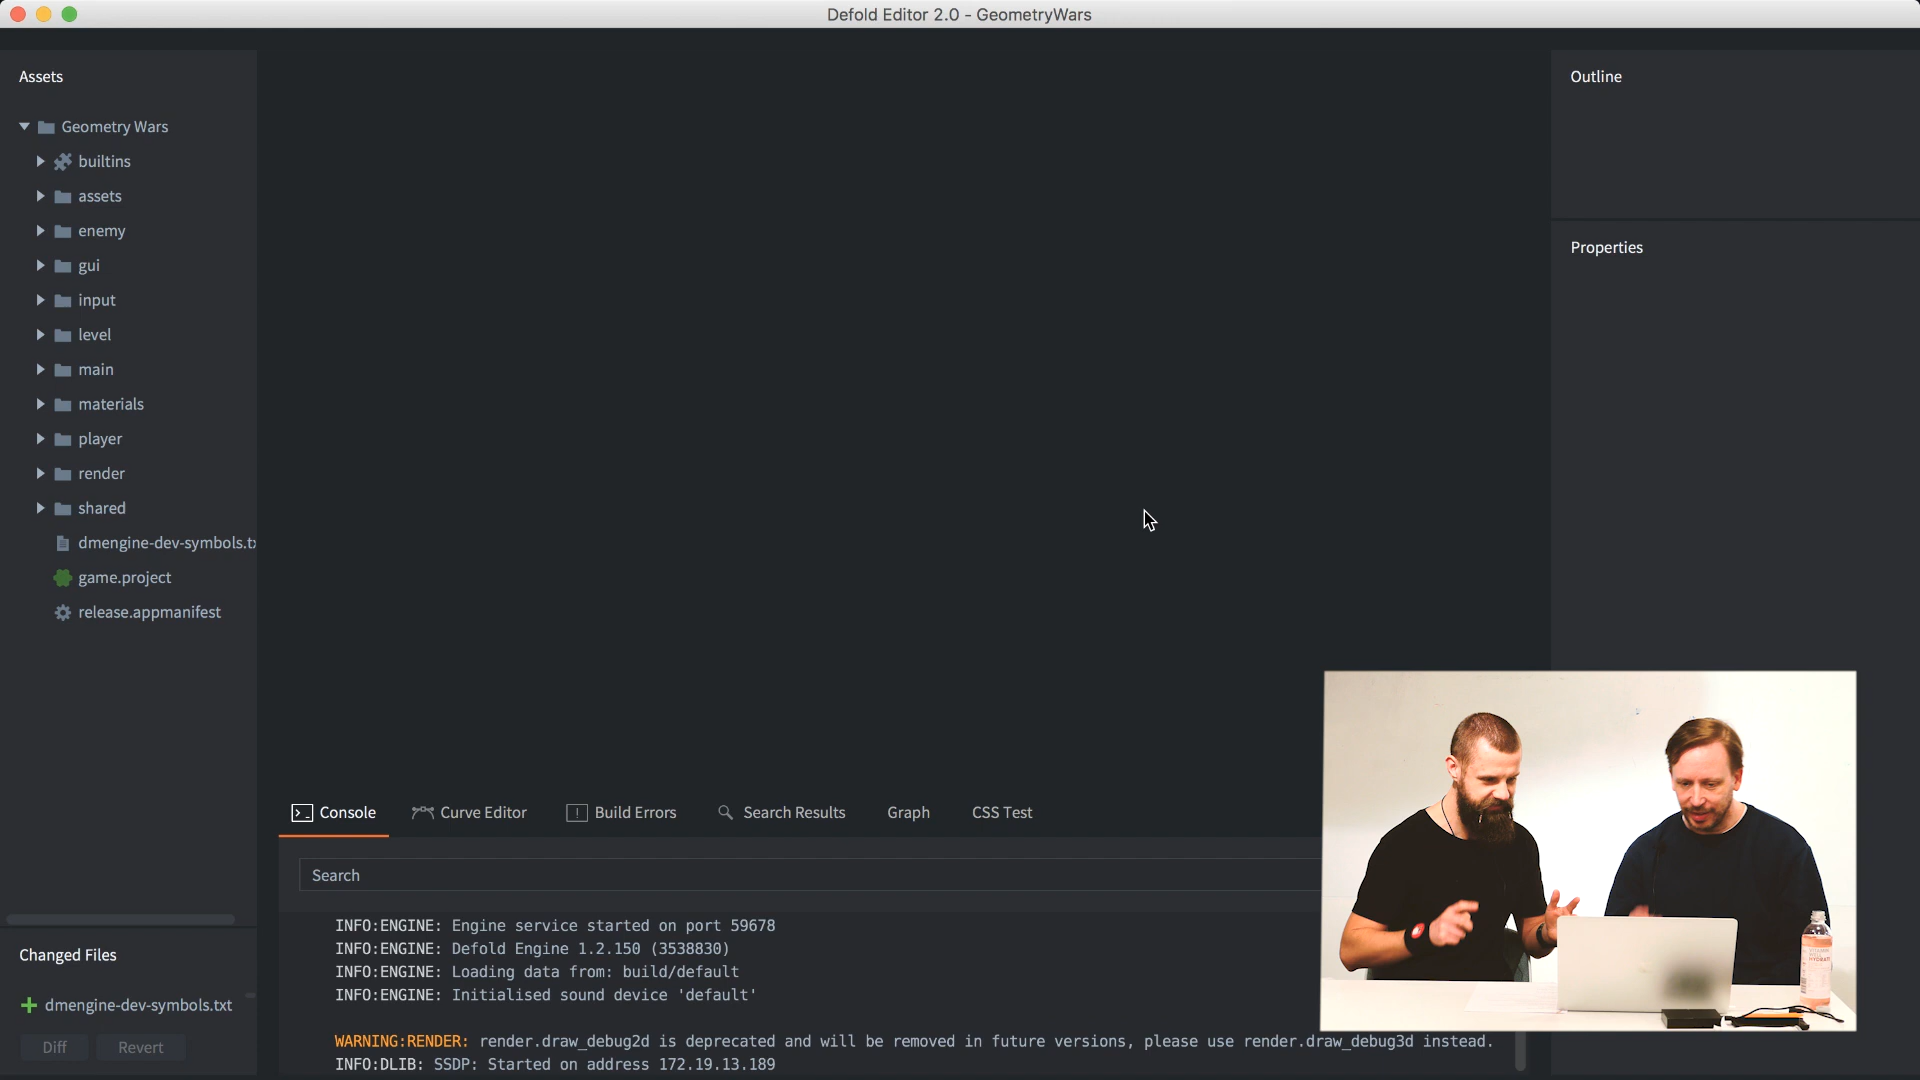 Defold Editor 2.0 - GeometryWars
Assets
Geometry Wars
builtins
assets
enemy
gui
input
level
main
materials
player
render
shared
dmengine-dev-symbols.tx
game.project
release.appmanifest
Changed Files
dmengine-dev-symbols.txt
Diff Revert
Console Curve Editor Build Errors Search Results Graph CSS Test
Search
INFO:ENGINE: Engine service started on port 59678
INFO:ENGINE: Defold Engine 1.2.150 (3538830)
INFO:ENGINE: Loading data from: build/default
INFO:ENGINE: Initialised sound device 'default'
WARNING:RENDER: render.draw_debug2d is deprecated and will be removed in future versions, please use render.draw_debug3d instead.
INFO:DLIB: SSDP: Started on address 172.19.13.189
Outline
Properties